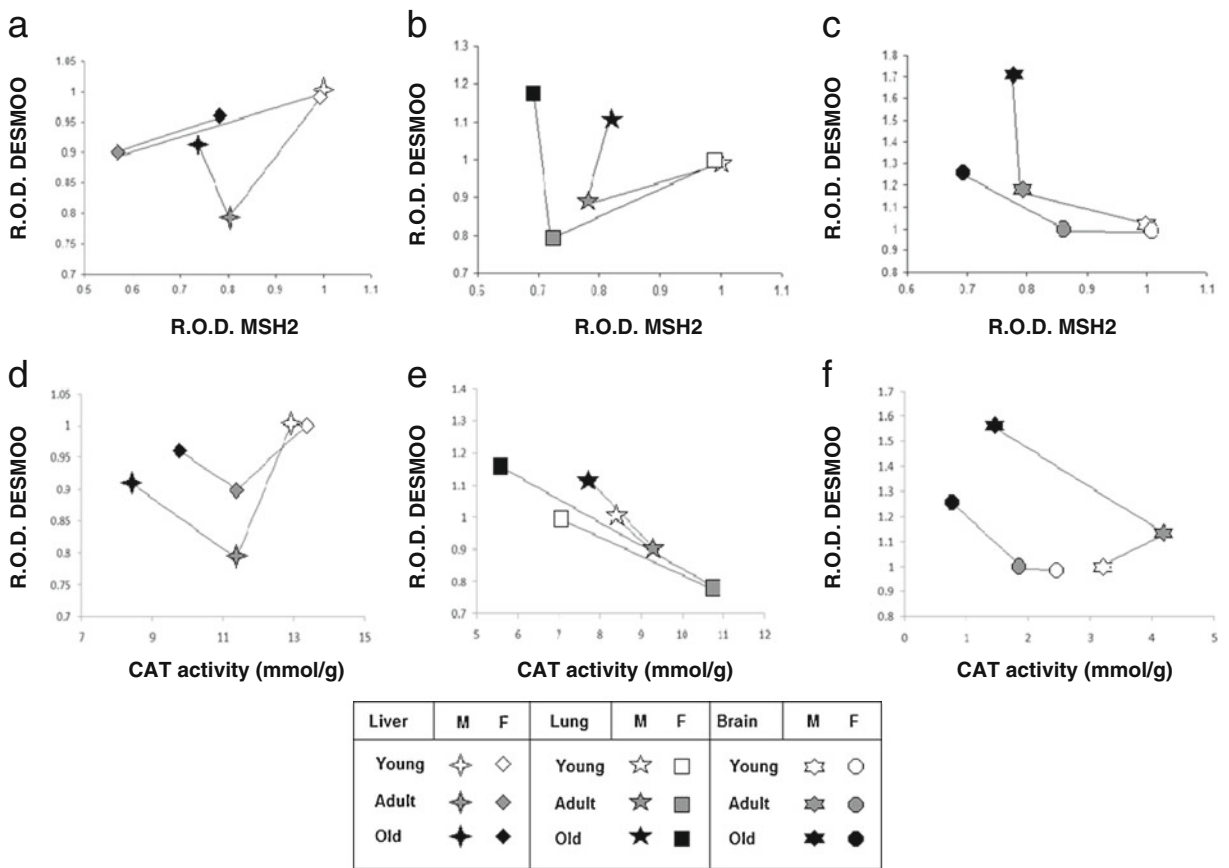 a
R.O.D. DESMOO
1.05
1
0.95
0.9
0.85
0.8
0.75
0.7
0.5 0.6 0.7 0.8 0.9 1 1.1
R.O.D. MSH2
b
R.O.D. DESMOO
1.3
1.2
1.1
1
0.9
0.8
0.7
0.6 0.7 0.8 0.9 1 1.1
R.O.D. MSH2
c
R.O.D. DESMOO
1.8
1.7
1.6
1.5
1.4
1.3
1.2
1.1
1
0.9
0.8
0.6 0.7 0.8 0.9 1 1.1
R.O.D. MSH2
d
R.O.D. DESMOO
1.05
1
0.95
0.9
0.85
0.8
0.75
0.7
7 9 11 13 15
CAT activity (mmol/g)
e
R.O.D. DESMOO
1.4
1.3
1.2
1.1
1
0.9
0.8
0.7
5 6 7 8 9 10 11 12
CAT activity (mmol/g)
f
R.O.D. DESMOO
1.7
1.6
1.5
1.4
1.3
1.2
1.1
1
0.9
0.8
0 1 2 3 4 5
CAT activity (mmol/g)
Liver M F Lung M F Brain M F
Young Young Young
Adult Adult Adult
Old Old Old